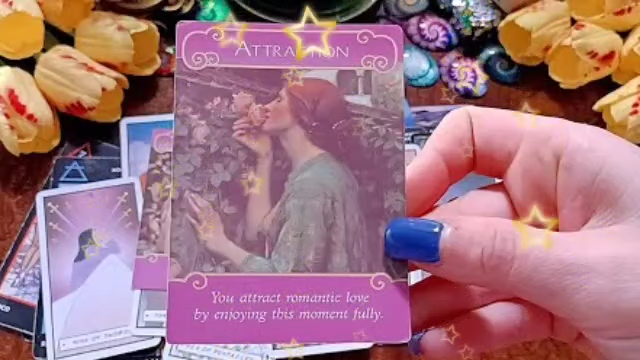 ATTRACTION
You attract romantic love
by enjoying this moment fully.